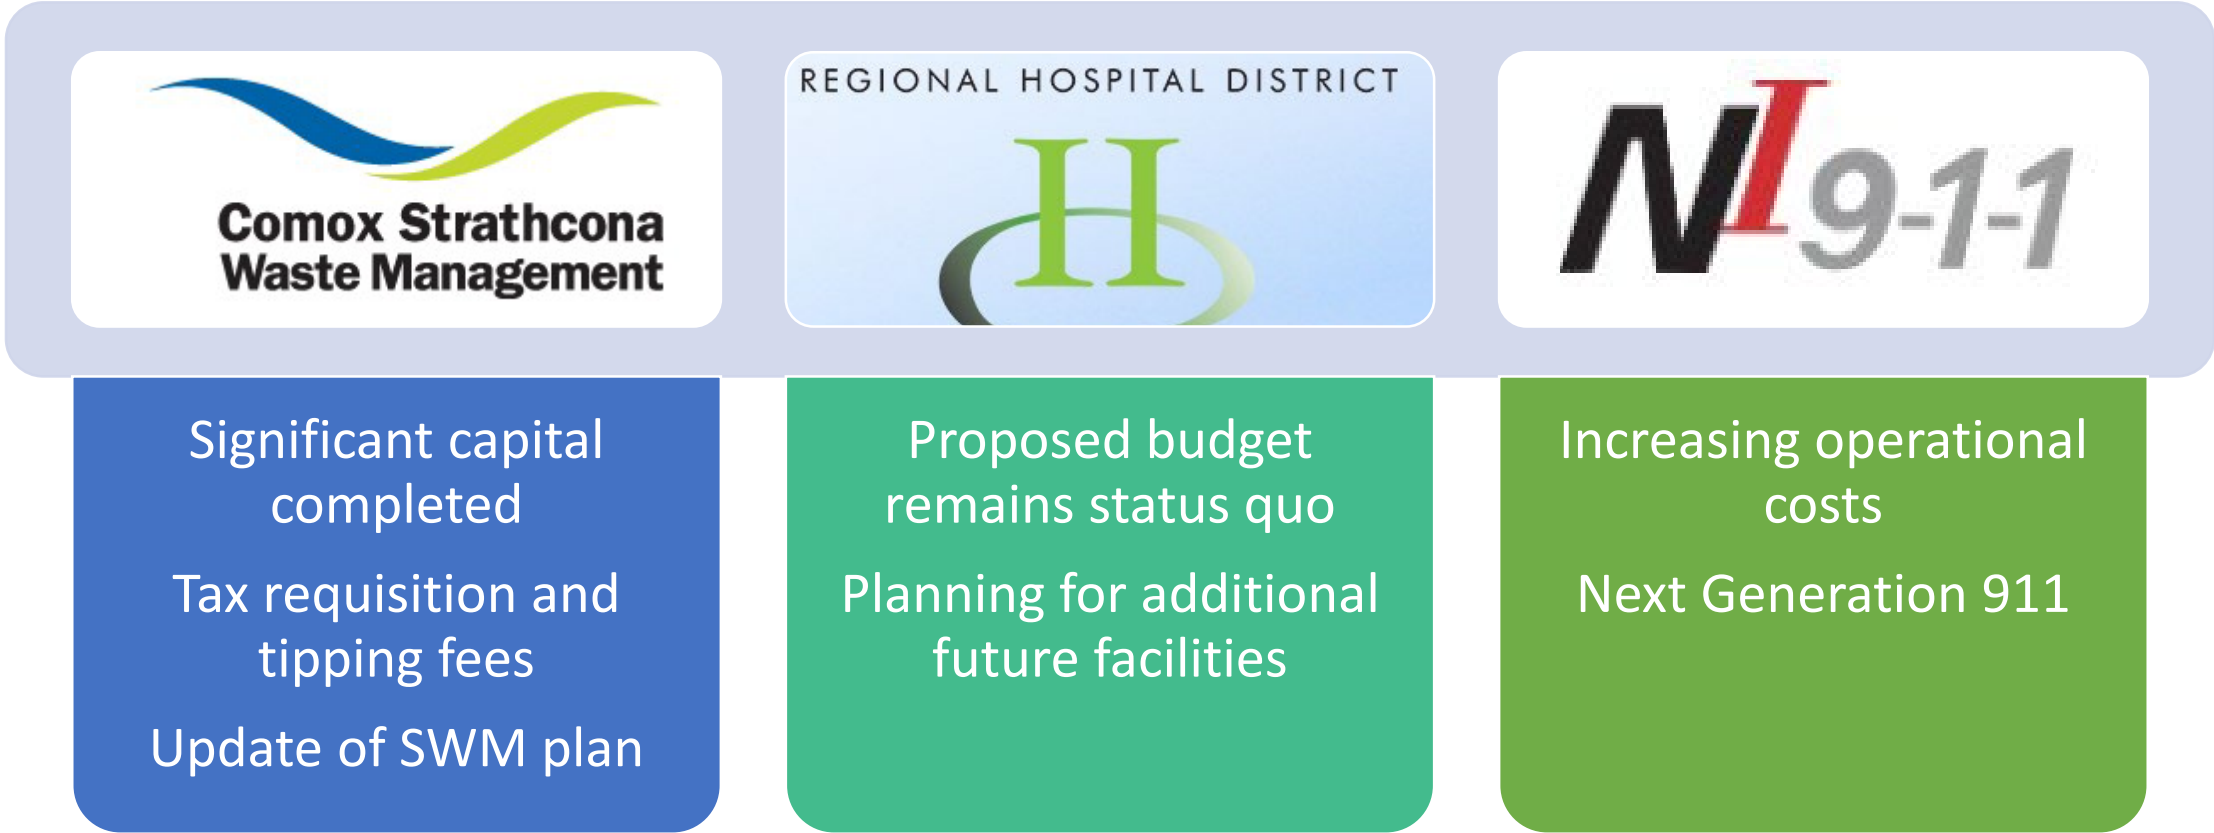 Comox Strathcona
Waste Management
REGIONAL HOSPITAL DISTRICT
H
NI 9-1-1
Significant capital
completed
Tax requisition and
tipping fees
Update of SWM plan
Proposed budget
remains status quo
Planning for additional
future facilities
Increasing operational
costs
Next Generation 911